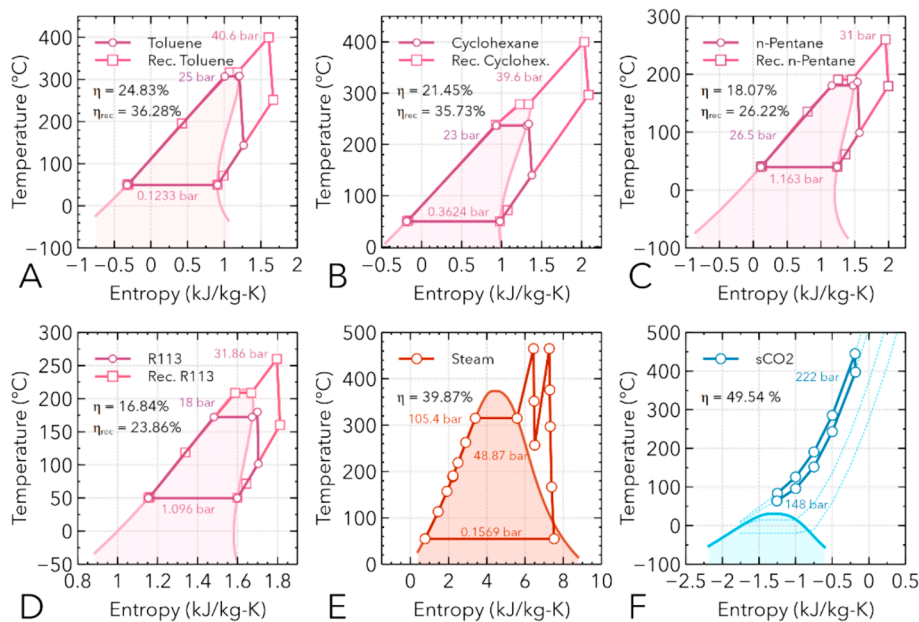 40.6 bar
Toluene
Rec. Toluene
25 bar
η = 24.83%
ηrec = 36.28%
0.1233 bar
Temperature (°C)
400
300
200
100
0
−100
−1
−0.5
0
0.5
1
1.5
2
Entropy (kJ/kg-K)
A
Cyclohexane
Rec. Cyclohex.
39.6 bar
η = 21.45%
ηrec = 35.73%
23 bar
0.3624 bar
Temperature (°C)
400
300
200
100
0
−0.5
0
0.5
1
1.5
2
Entropy (kJ/kg-K)
B
31 bar
n-Pentane
Rec. n-Pentane
η = 18.07%
ηrec = 26.22%
26.5 bar
1.163 bar
Temperature (°C)
300
200
100
0
−100
−1
−0.5
0
0.5
1
1.5
2
Entropy (kJ/kg-K)
C
R113
Rec. R113
31.86 bar
18 bar
η = 16.84%
ηrec = 23.86%
1.096 bar
Temperature (°C)
300
250
200
150
100
50
0
−50
0.8
1
1.2
1.4
1.6
1.8
Entropy (kJ/kg-K)
D
Steam
η = 39.87%
105.4 bar
48.87 bar
0.1569 bar
Temperature (°C)
500
400
300
200
100
0
0
2
4
6
8
10
Entropy (kJ/kg-K)
E
sCO2
222 bar
η = 49.54 %
148 bar
Temperature (°C)
500
400
300
200
100
0
−100
−2.5
−1.5
−0.5
0.5
Entropy (kJ/kg-K)
F